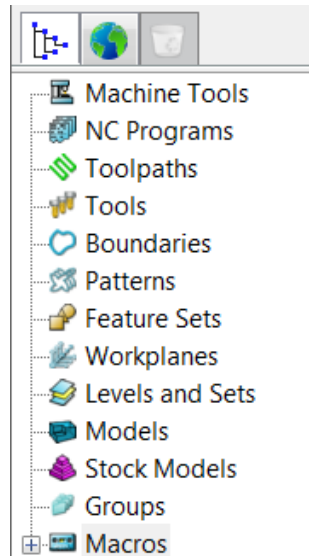 Machine Tools
NC Programs
Toolpaths
Tools
Boundaries
Patterns
Feature Sets
Workplanes
Levels and Sets
Models
Stock Models
Groups
Macros